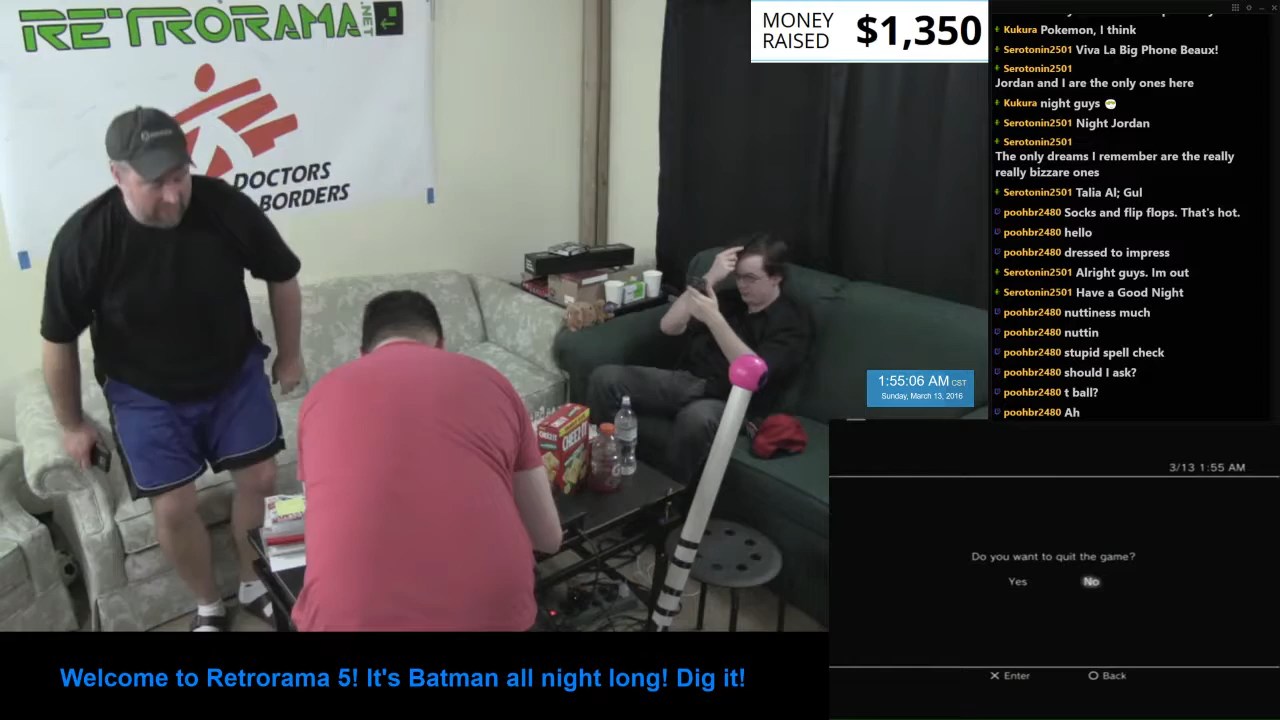 RETRORAMA
.NET
DOCTORS
BORDERS
MONEY
RAISED
$1,350
CHEEZ-IT
1:55:06 AM CST
Sunday, March 13, 2016
Kukura Pokemon, I think
Serotonin2501 Viva La Big Phone Beaux!
Serotonin2501
Jordan and I are the only ones here
Kukura night guys
Serotonin2501 Night Jordan
Serotonin2501
The only dreams I remember are the really
really bizzare ones
Serotonin2501 Talia Al; Gul
poohbr2480 Socks and flip flops. That's hot.
poohbr2480 hello
poohbr2480 dressed to impress
Serotonin2501 Alright guys. Im out
Serotonin2501 Have a Good Night
poohbr2480 nuttiness much
poohbr2480 nuttin
poohbr2480 stupid spell check
poohbr2480 should I ask?
poohbr2480 t ball?
poohbr2480 Ah
3/13 1:55 AM
Do you want to quit the game?
Yes No
X Enter O Back
Welcome to Retrorama 5! It's Batman all night long! Dig it!